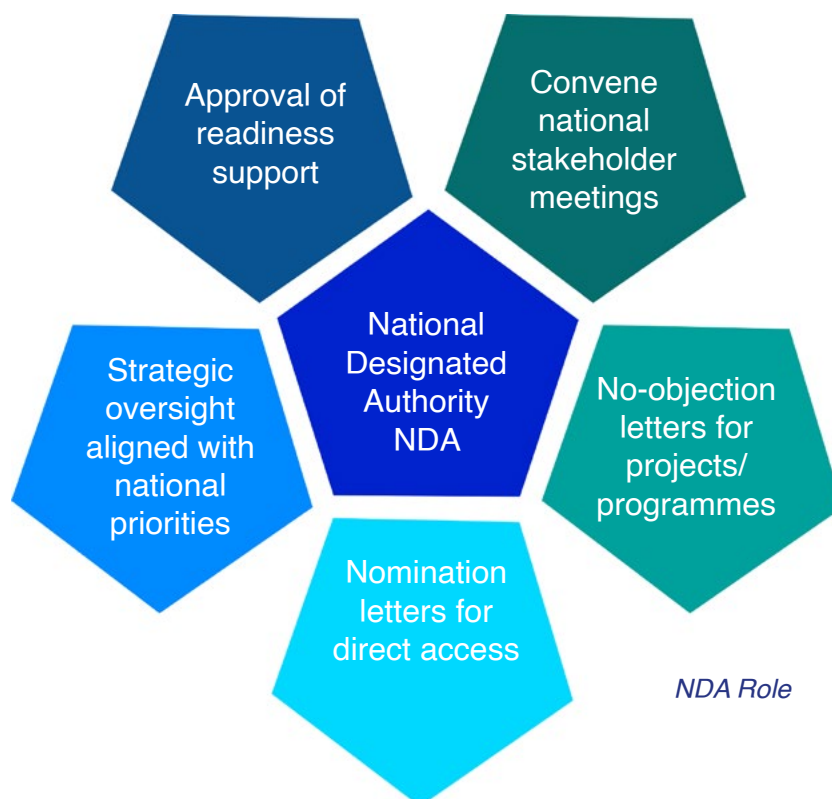 Approval of
readiness
support
Convene
national
stakeholder
meetings
National
Designated
Authority
NDA
Strategic
oversight
aligned with
national
priorities
No-objection
letters for
projects/
programmes
Nomination
letters for
direct access
NDA Role